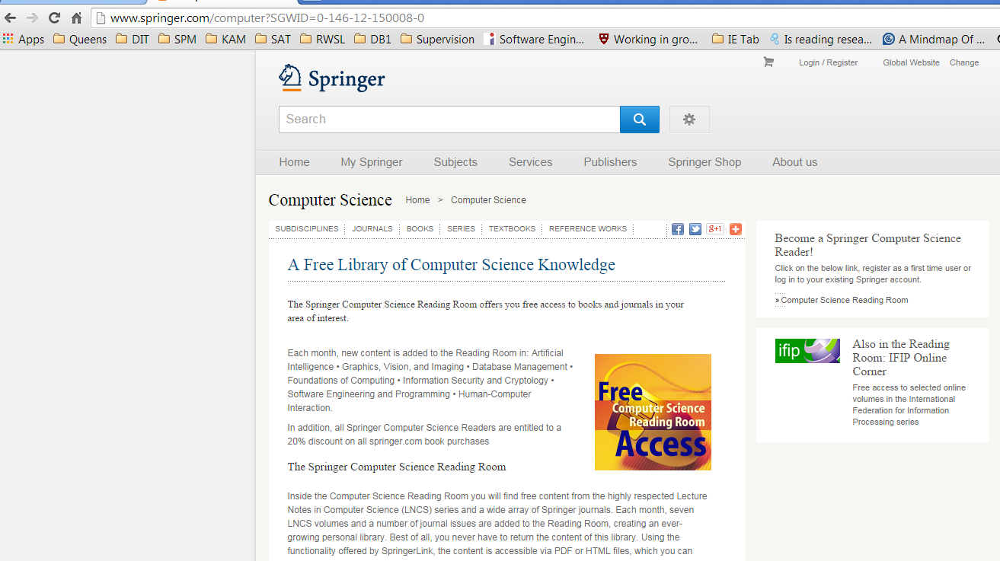 www.springer.com/computer?SGWID=0-146-12-150008-0
Apps Queens DIT SPM KAM SAT RWSL DB1 Supervision Software Engin... Working in gro... IE Tab Is reading resea... A Mindmap Of ...
Login / Register Global Website Change
Springer
Search
Home My Springer Subjects Services Publishers Springer Shop About us
Computer Science Home > Computer Science
SUBDISCIPLINES JOURNALS BOOKS SERIES TEXTBOOKS REFERENCE WORKS
g+1
A Free Library of Computer Science Knowledge
The Springer Computer Science Reading Room offers you free access to books and journals in your
area of interest.
Each month, new content is added to the Reading Room in: Artificial
Intelligence • Graphics, Vision, and Imaging • Database Management •
Foundations of Computing • Information Security and Cryptology •
Software Engineering and Programming • Human-Computer
Interaction.
In addition, all Springer Computer Science Readers are entitled to a
20% discount on all springer.com book purchases
Free
Computer Science
Reading Room
Access
The Springer Computer Science Reading Room
Inside the Computer Science Reading Room you will find free content from the highly respected Lecture
Notes in Computer Science (LNCS) series and a wide array of Springer journals. Each month, seven
LNCS volumes and a number of journal issues are added to the Reading Room, creating an ever-
growing personal library. Best of all, you never have to return the content of this library. Using the
functionality offered by SpringerLink, the content is accessible via PDF or HTML files, which you can
Become a Springer Computer Science
Reader!
Click on the below link, register as a first time user or
log in to your existing Springer account.
» Computer Science Reading Room
ifip
Also in the Reading
Room: IFIP Online
Corner
Free access to selected online
volumes in the International
Federation for Information
Processing series